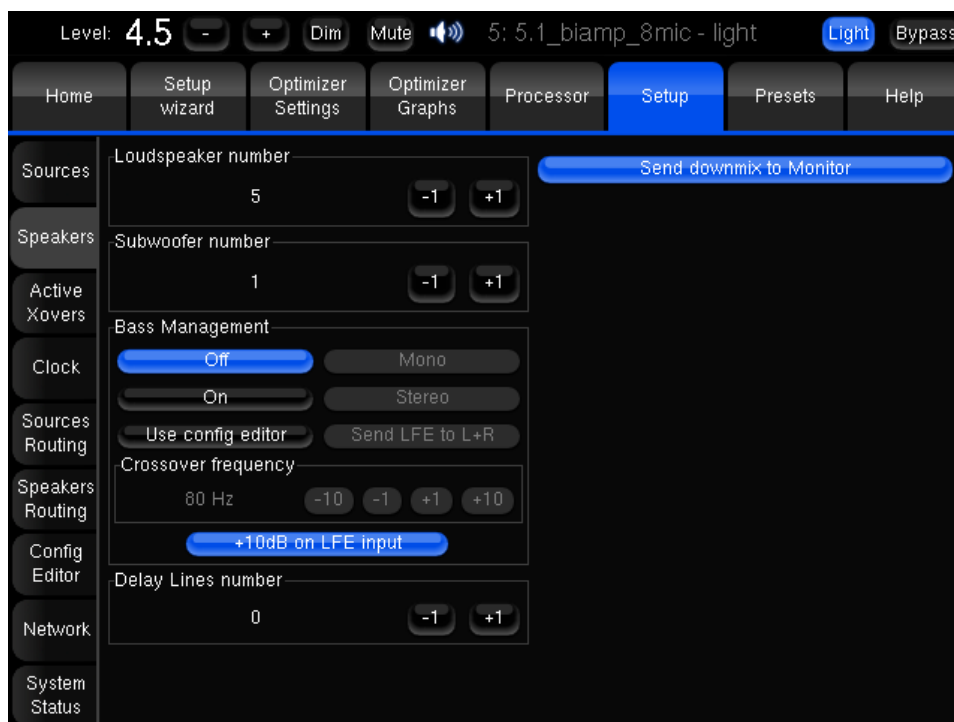 Level: 4.5 - + Dim Mute 5: 5.1_biamp_8mic - light Light Bypass
Home
Setup
wizard
Optimizer
Settings
Optimizer
Graphs
Processor
Setup
Presets
Help
Sources
Speakers
Active
Xovers
Clock
Sources
Routing
Speakers
Routing
Config
Editor
Network
System
Status
Loudspeaker number
5 -1 +1
Subwoofer number
1 -1 +1
Bass Management
Off Mono
On Stereo
Use config editor Send LFE to L+R
Crossover frequency
80 Hz -10 -1 +1 +10
+10dB on LFE input
Delay Lines number
0 -1 +1
Send downmix to Monitor